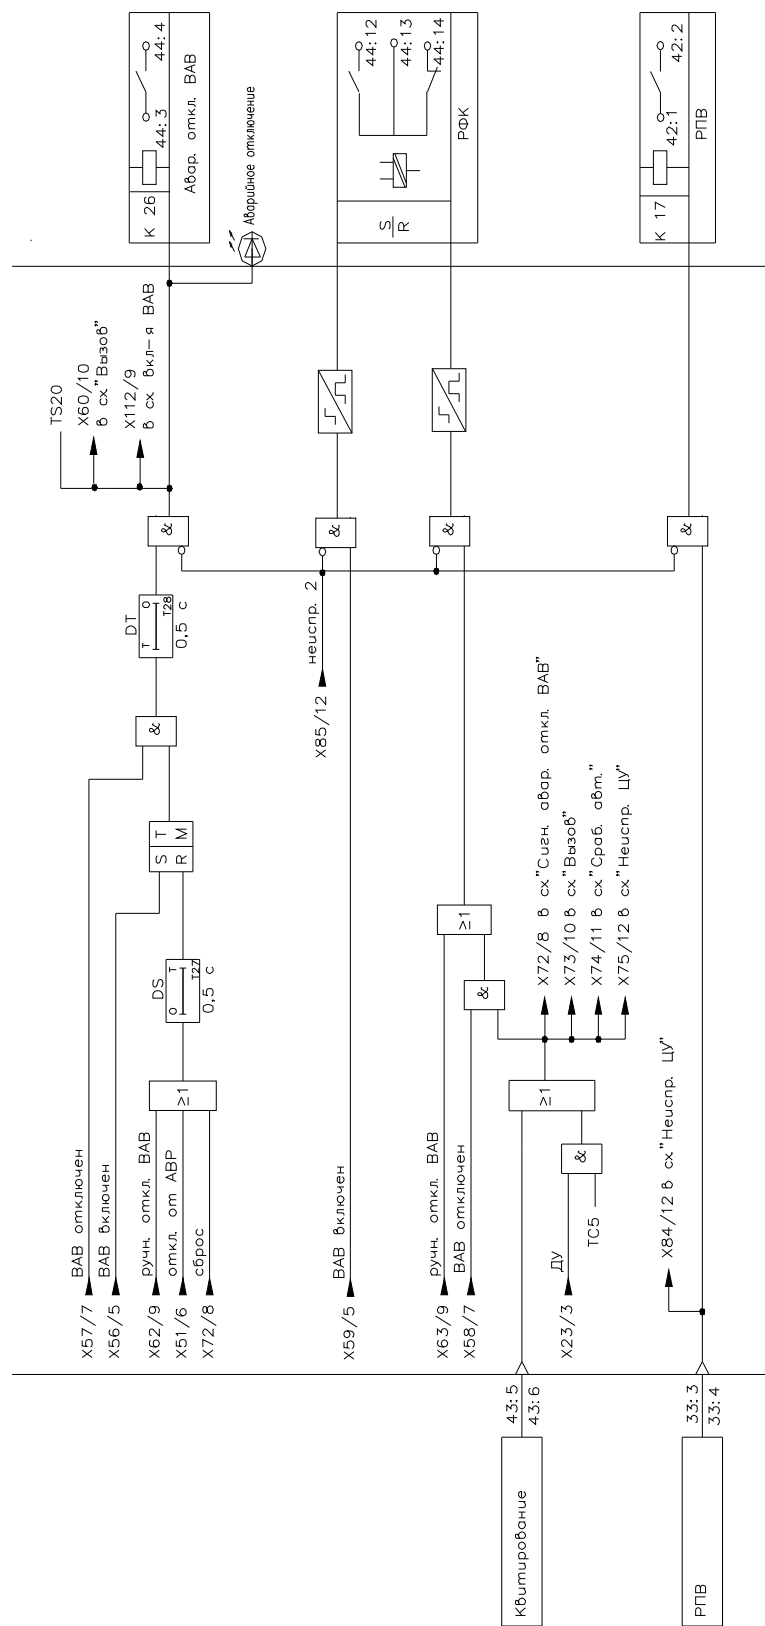 К 26
44:3
44:4
Авар. откл. ВАВ
Аварийное отключение
TS20
X60/10
в сх."Вызов"
X112/9
в сх. вкл-я ВАВ
&
DT
T
O
T28
0,5 с
&
S
T
R
M
DS
O
T
T27
0,5 с
≥1
ВАВ отключен
X57/7
ВАВ включен
X56/5
ручн. откл. ВАВ
X62/9
откл. от АВР
X51/6
сброс
X72/8
S
R
44:12
44:13
44:14
РФК
&
неиспр. 2
X85/12
ВАВ включен
X59/5
&
≥1
&
ручн. откл. ВАВ
X63/9
ВАВ отключен
X58/7
X72/8 в сх."Сигн. авар. откл. ВАВ"
X73/10 в сх."Вызов"
X74/11 в сх."Сраб. авт."
X75/12 в сх."Неиспр. ЦУ"
≥1
&
ТС5
ДУ
X23/3
43:5
43:6
Квитирование
К 17
42:1
42:2
РПВ
&
X84/12 в сх."Неиспр. ЦУ"
33:3
33:4
РПВ